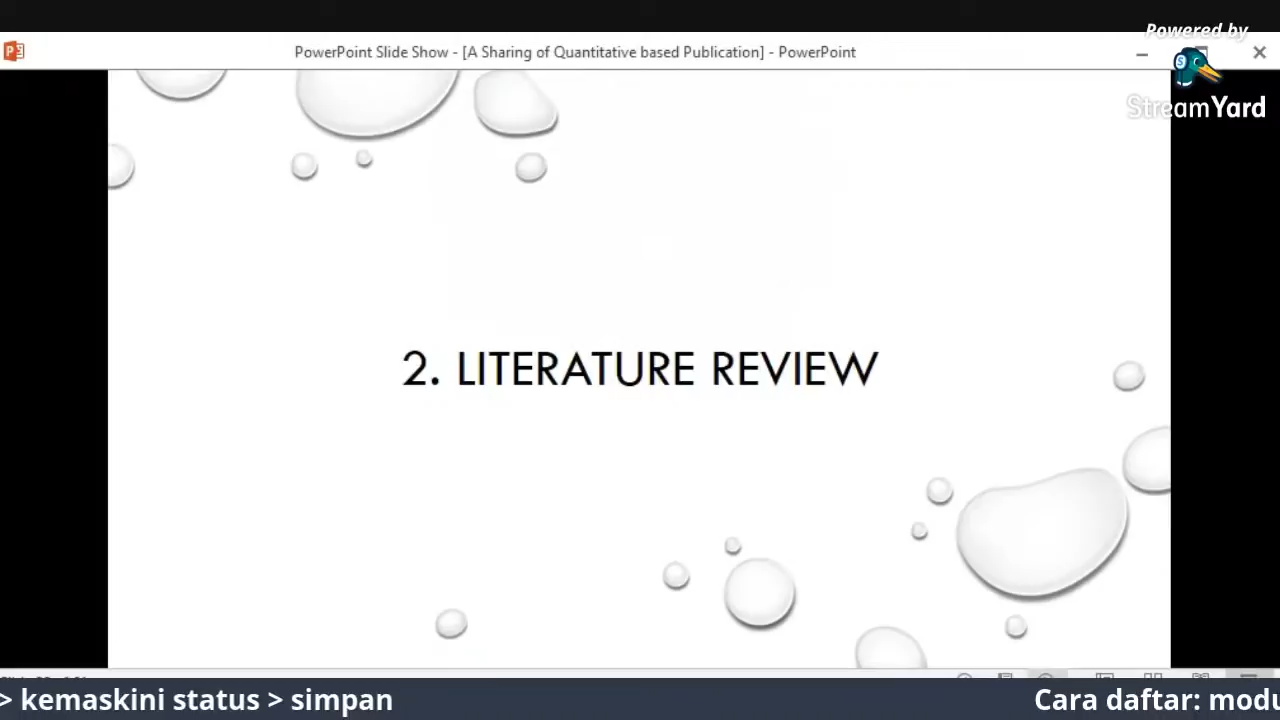 Powered by
PowerPoint Slide Show - [A Sharing of Quantitative based Publication] - PowerPoint
StreamYard
2. LITERATURE REVIEW
> kemaskini status > simpan
Cara daftar: modu